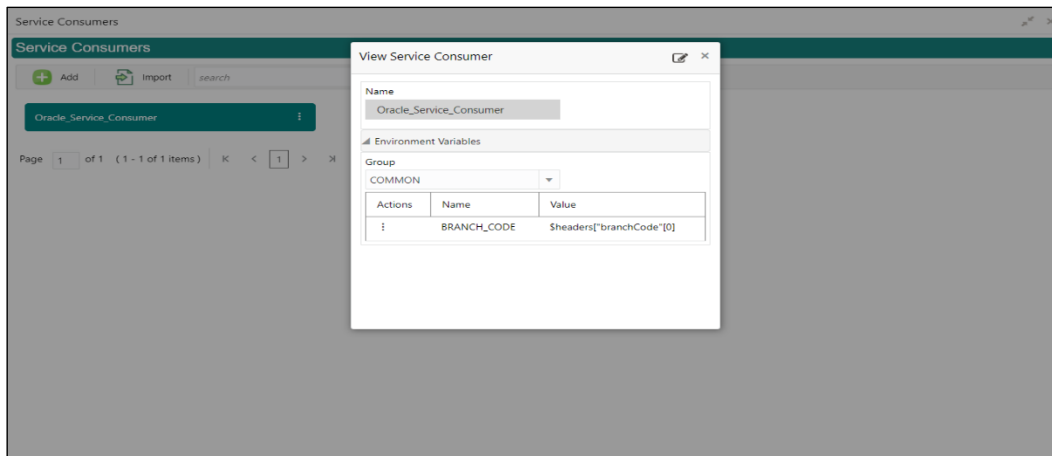 Service Consumers
Service Consumers
Add Import search
Oracle_Service_Consumer
Page 1 of 1 ( 1 - 1 of 1 items ) K < 1 > Ʞ
View Service Consumer ×
Name
Oracle_Service_Consumer
Environment Variables
Group
COMMON
Actions Name Value
BRANCH_CODE $headers["branchCode"[0]